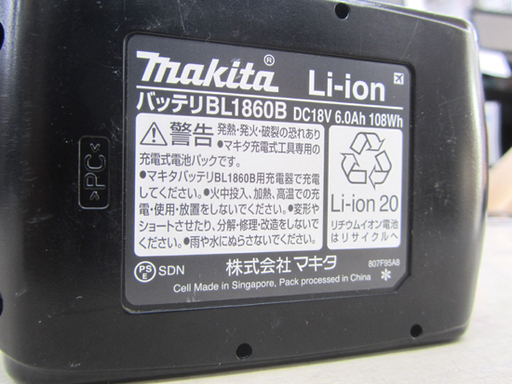 makita® Li-ion
バッテリBL1860B DC18V 6.0Ah 108Wh
警告 発熱・発火・破裂の恐れあり
●マキタ充電式工具専用の
充電式電池パックです。
●マキタバッテリBL1860B用充電器で充電
してください。●火中投入、加熱、高温での充
電・使用・放置をしないでください。●変形や
ショートさせたり、分解・修理・改造をしないで
ください。●雨や水にぬらさないでください。
Li-ion 20
リチウムイオン電池
はリサイクルへ
PS
E SDN 株式会社マキタ 807F95A8
Cell Made in Singapore, Pack processed in China
>PC<